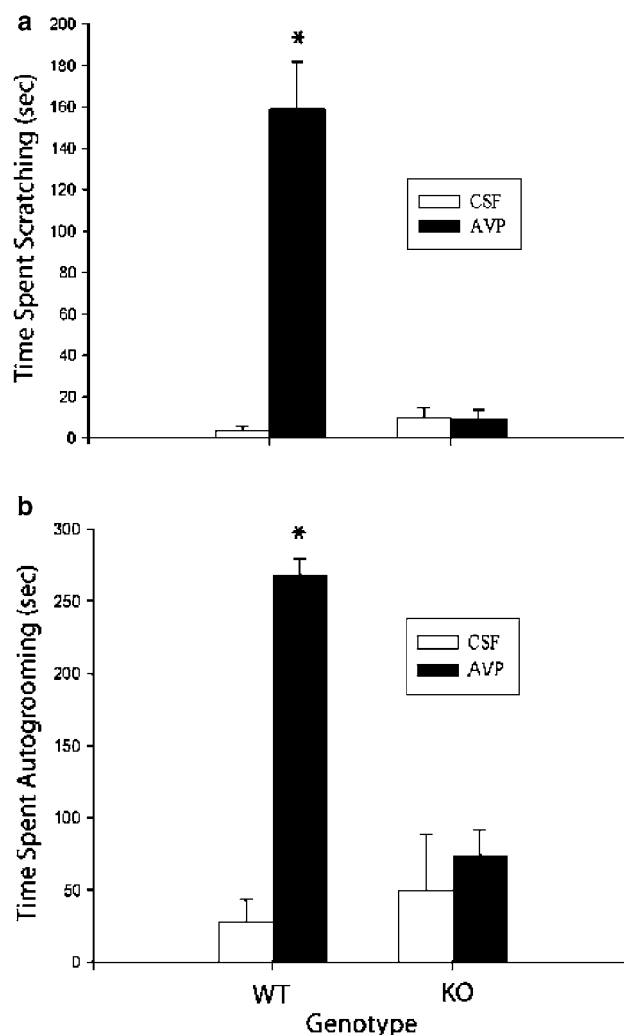 a
Time Spent Scratching (sec)
200
180
160
140
120
100
80
60
40
20
0
*
CSF
AVP
b
Time Spent Autogrooming (sec)
300
250
200
150
100
50
0
*
CSF
AVP
WT KO
Genotype